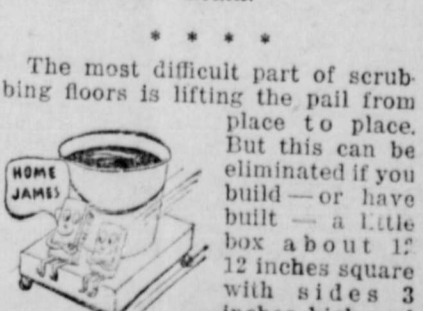 * * * *
The most difficult part of scrub-
bing floors is lifting the pail from
place to place.
But this can be
eliminated if you
build — or have
built — a little
box about 12
12 inches square
with sides 3
HOME
JAMES